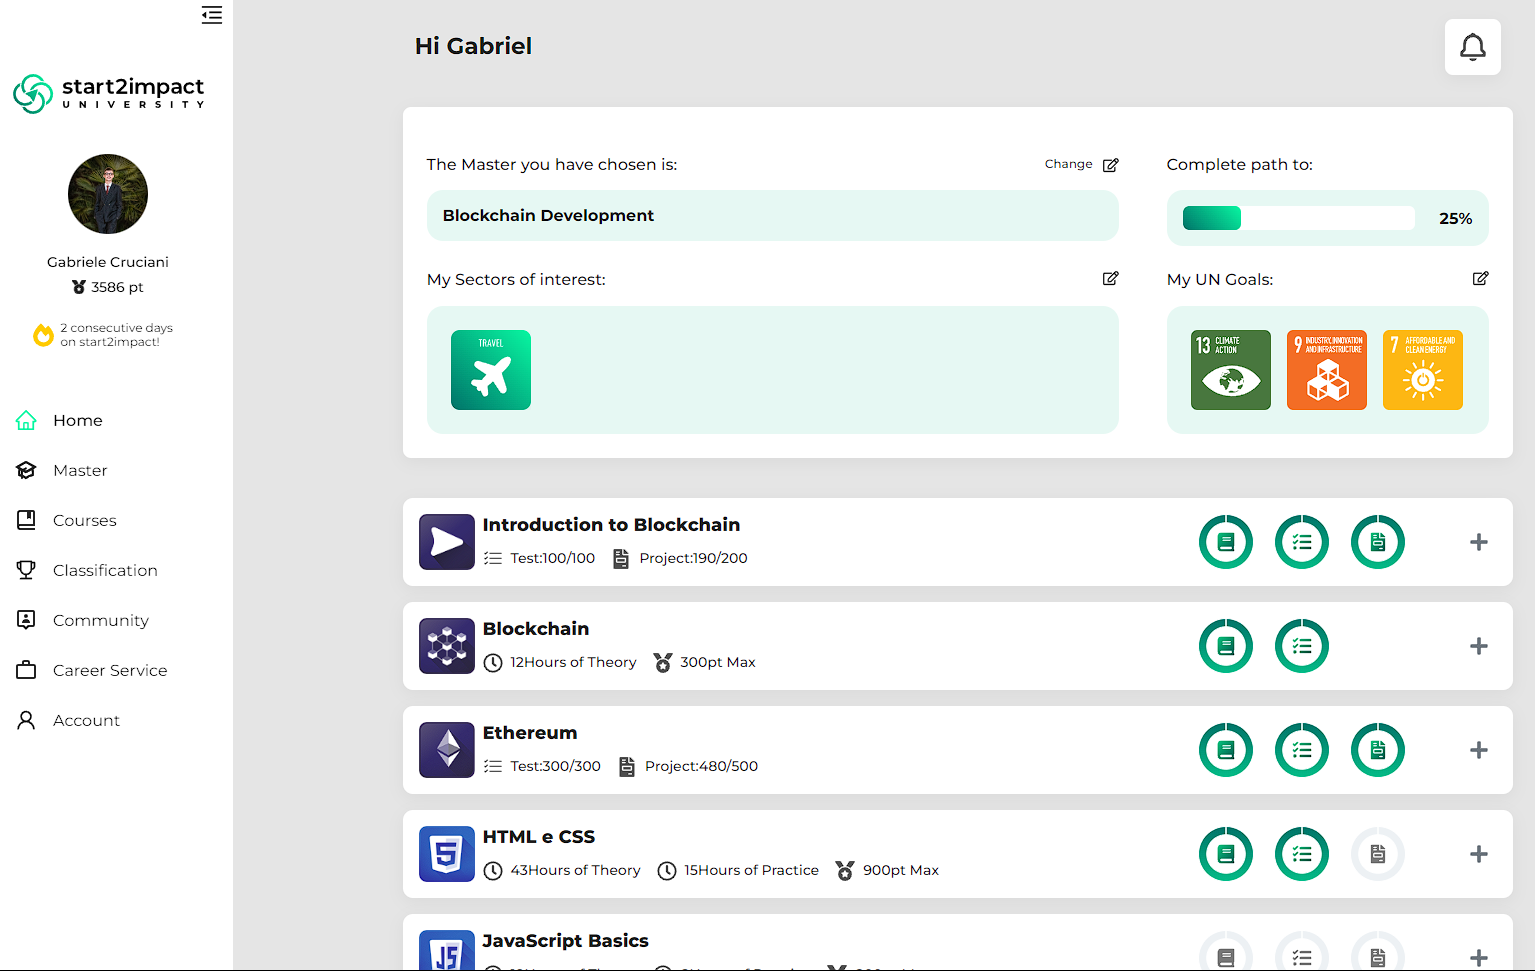 start2impact
UNIVERSITY
Gabriele Cruciani
3586 pt
2 consecutive days
on start2impact!
Home
Master
Courses
Classification
Community
Career Service
Account
Hi Gabriel
The Master you have chosen is:
Change
Blockchain Development
Complete path to:
25%
My Sectors of interest:
TRAVEL
My UN Goals:
13 CLIMATE
ACTION
9 INDUSTRY, INNOVATION
AND INFRASTRUCTURE
7 AFFORDABLE AND
CLEAN ENERGY
Introduction to Blockchain
Test:100/100 Project:190/200
Blockchain
12Hours of Theory 300pt Max
Ethereum
Test:300/300 Project:480/500
HTML e CSS
43Hours of Theory 15Hours of Practice 900pt Max
JavaScript Basics
JS